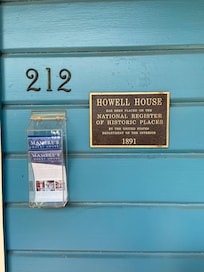 212
HOWELL HOUSE
HAS BEEN PLACED ON THE
NATIONAL REGISTER
OF HISTORIC PLACES
BY THE UNITED STATES
DEPARTMENT OF THE INTERIOR
1891